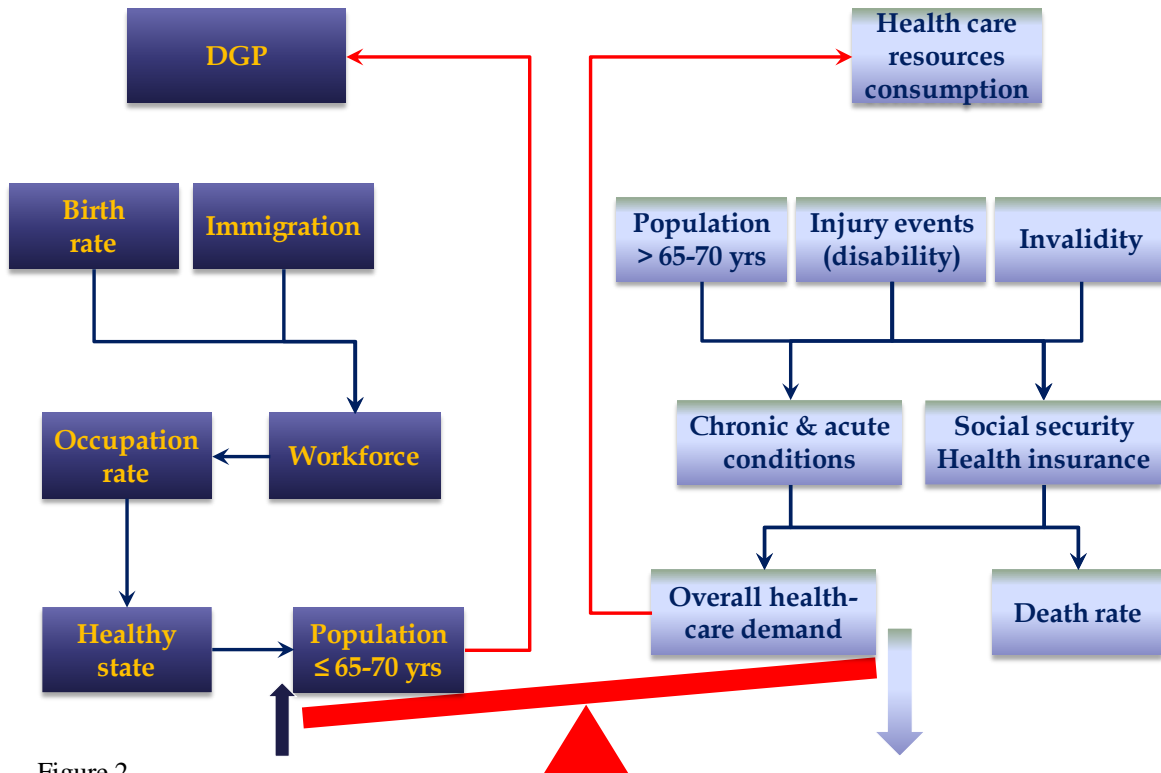 DGP
Health care
resources
consumption
Birth
rate
Immigration
Population
> 65-70 yrs
Injury events
(disability)
Invalidity
Occupation
rate
Workforce
Chronic & acute
conditions
Social security
Health insurance
Healthy
state
Population
≤ 65-70 yrs
Overall health-
care demand
Death rate
Figure 2